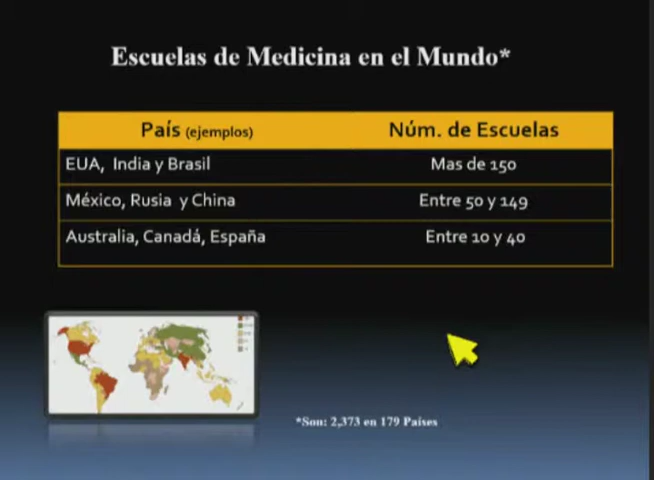 Escuelas de Medicina en el Mundo*
País (ejemplos) Núm. de Escuelas
EUA, India y Brasil Mas de 150
México, Rusia y China Entre 50 y 149
Australia, Canadá, España Entre 10 y 40
*Son: 2,373 en 179 Países